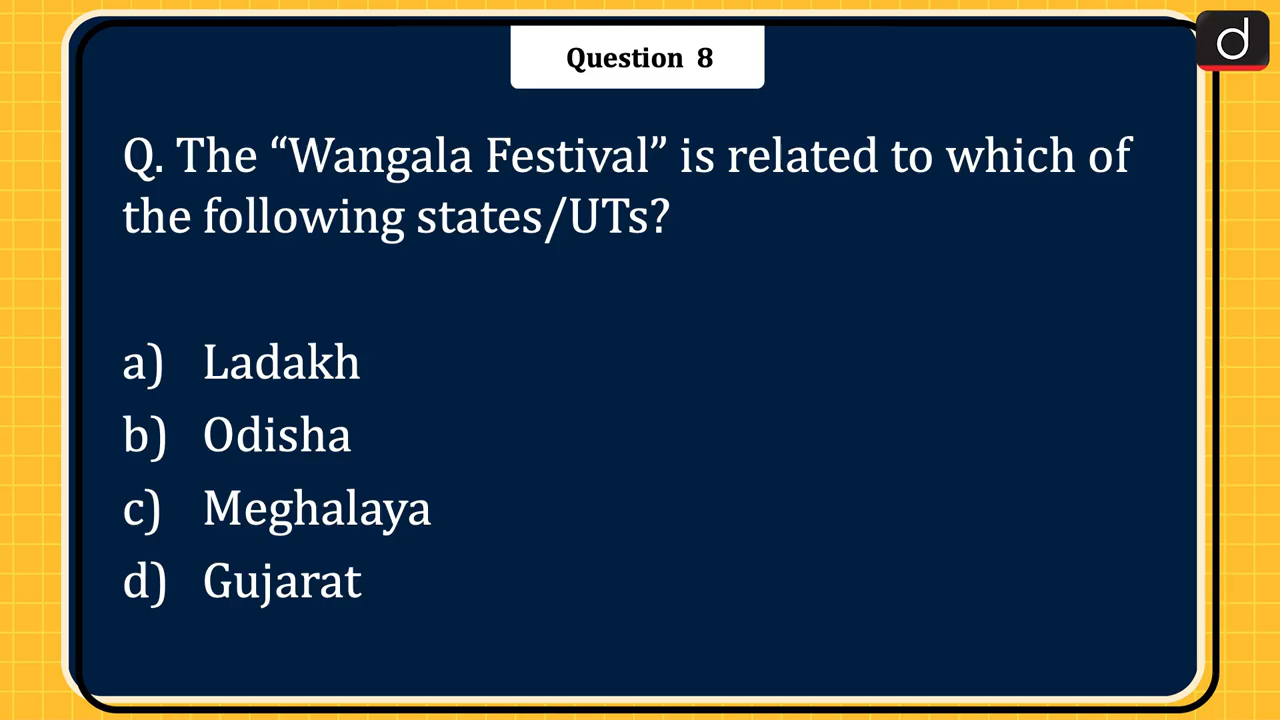 Question 8
d
Q. The “Wangala Festival” is related to which of
the following states/UTs?
a) Ladakh
b) Odisha
c) Meghalaya
d) Gujarat